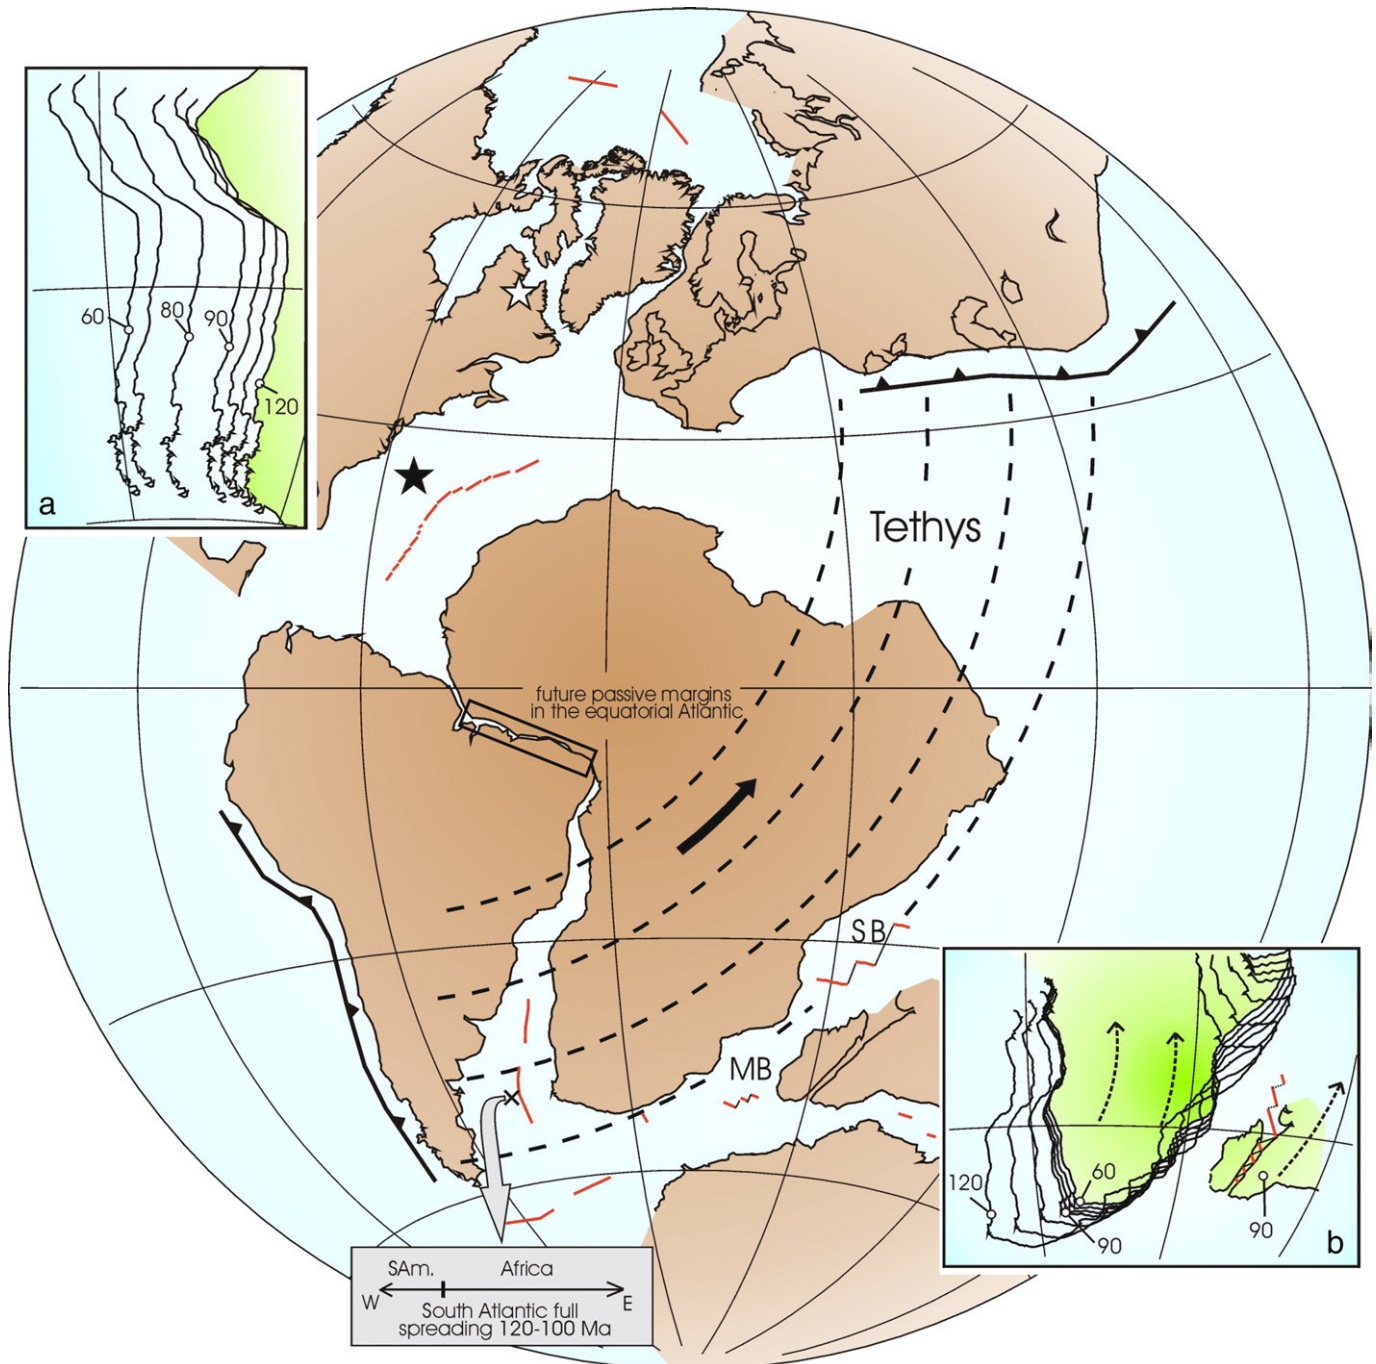 60
80
90
120
a
Tethys
future passive margins
in the equatorial Atlantic
SB
MB
120
60
90
90
b
SAm.
Africa
W
E
South Atlantic full
spreading 120-100 Ma